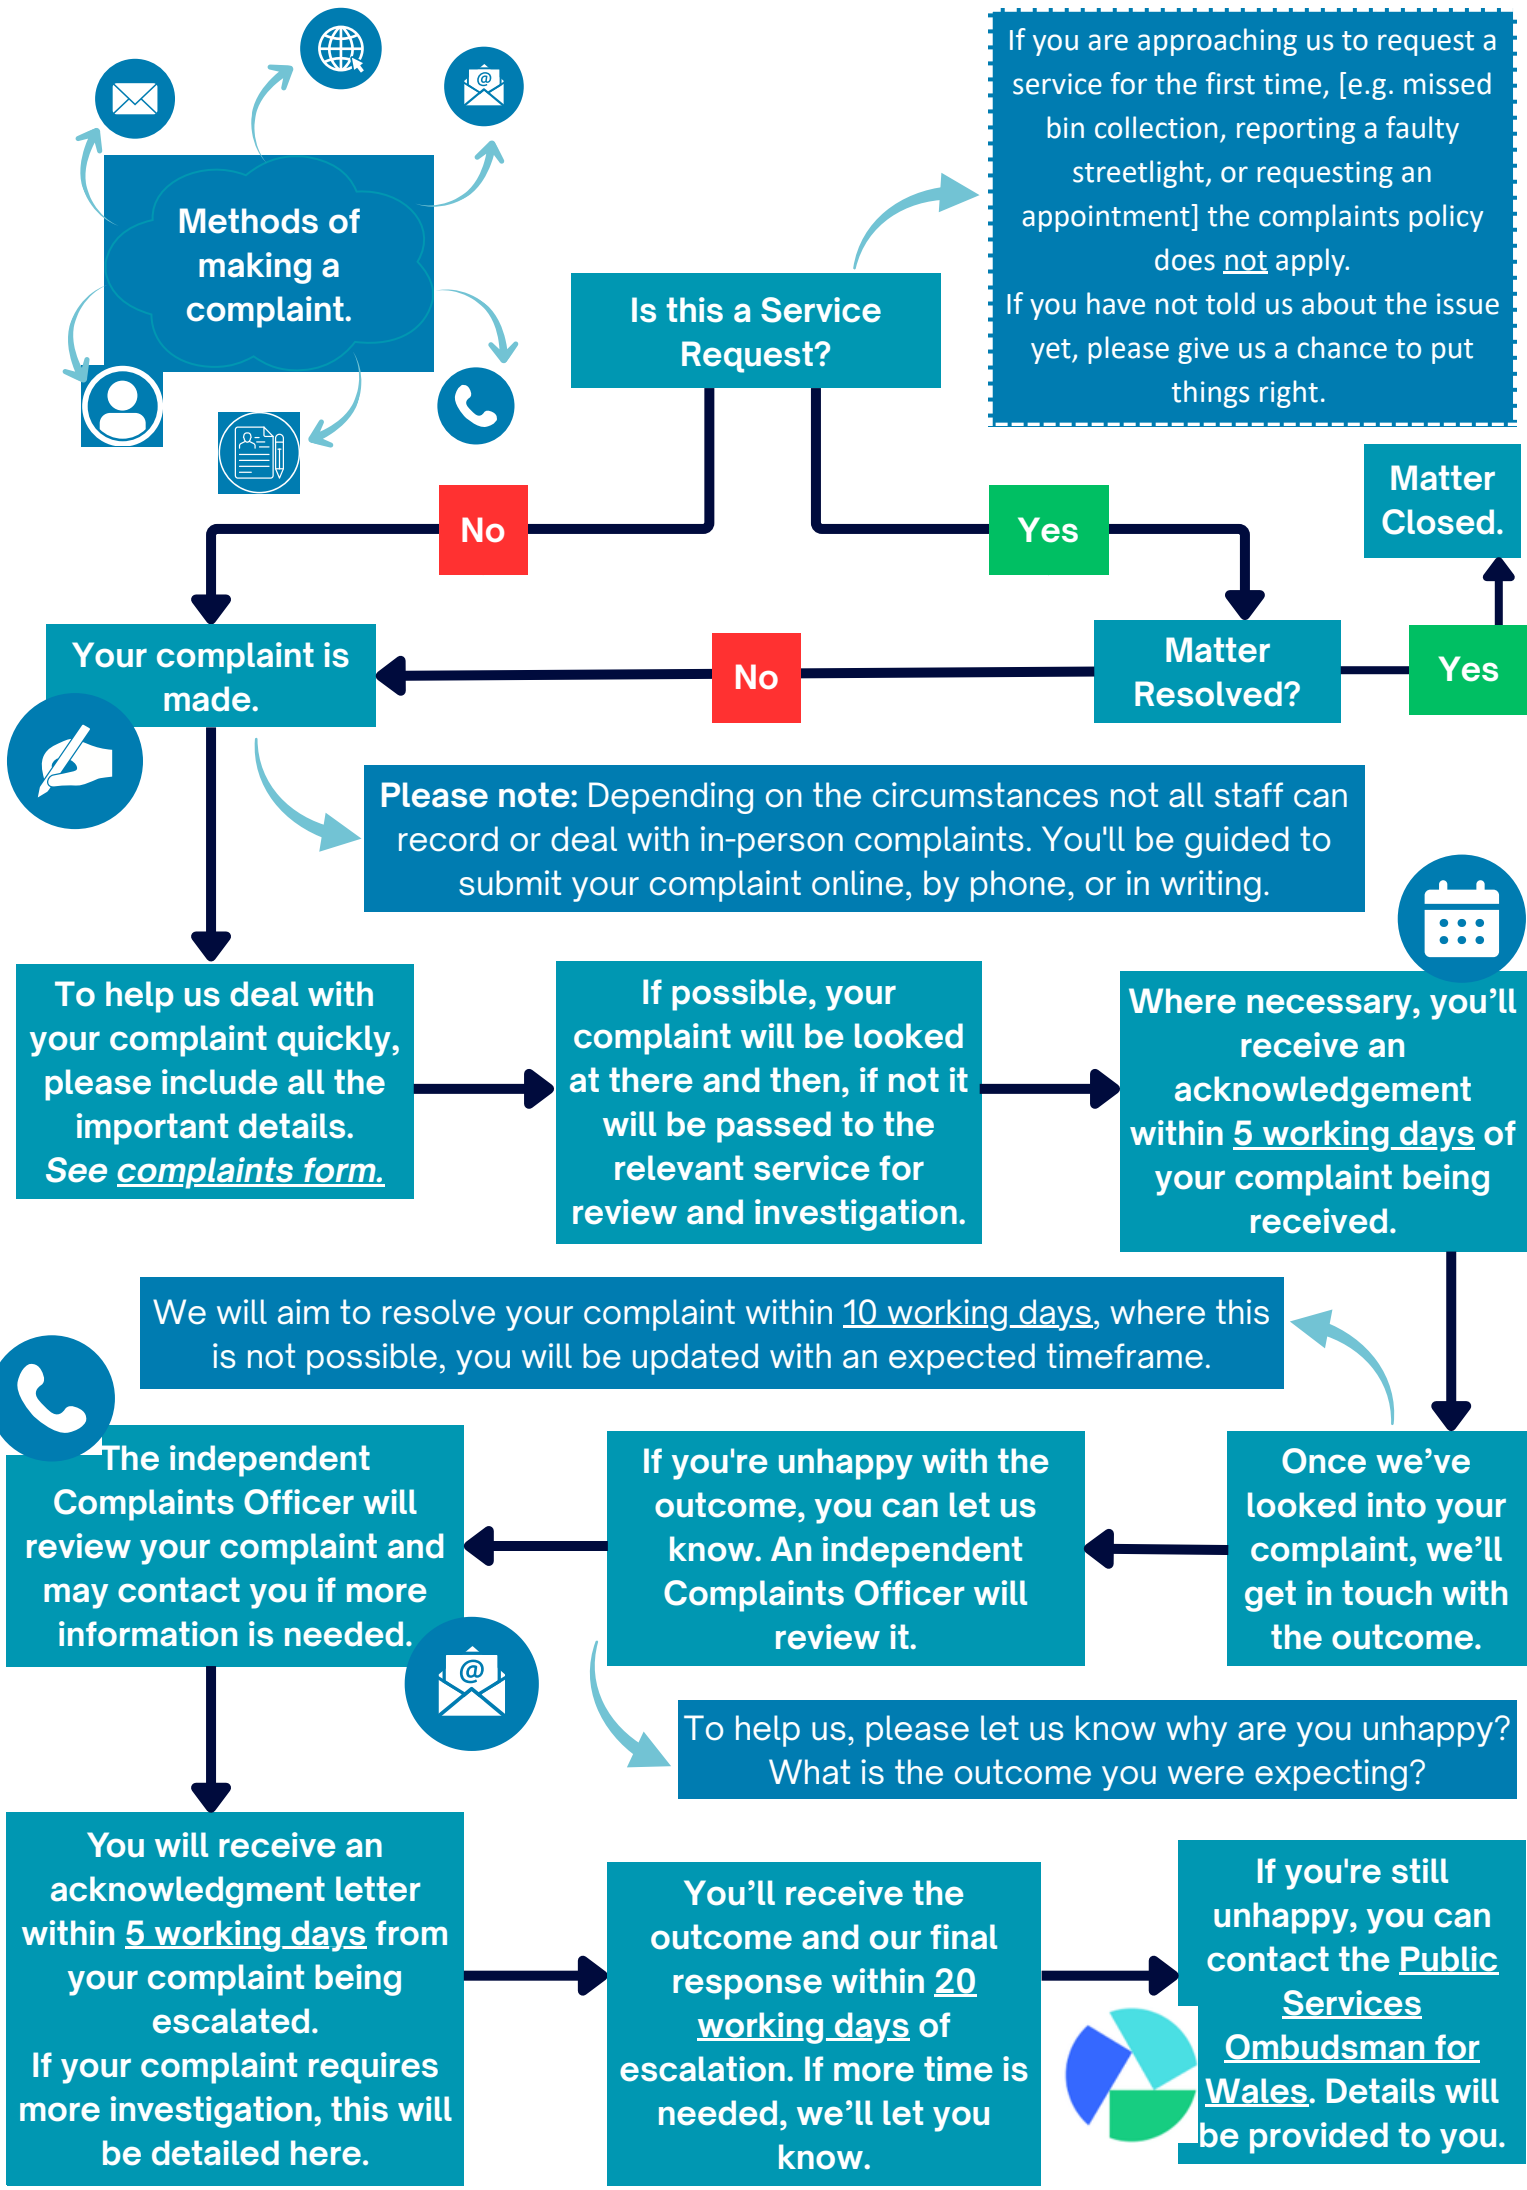 Methods of
making a
complaint.
If you are approaching us to request a
service for the first time, [e.g. missed
bin collection, reporting a faulty
streetlight, or requesting an
appointment] the complaints policy
does not apply.
If you have not told us about the issue
yet, please give us a chance to put
things right.
Is this a Service
Request?
No
Yes
Matter
Closed.
Your complaint is
made.
No
Matter
Resolved?
Yes
Please note: Depending on the circumstances not all staff can
record or deal with in-person complaints. You'll be guided to
submit your complaint online, by phone, or in writing.
To help us deal with
your complaint quickly,
please include all the
important details.
See complaints form.
If possible, your
complaint will be looked
at there and then, if not it
will be passed to the
relevant service for
review and investigation.
Where necessary, you’ll
receive an
acknowledgement
within 5 working days of
your complaint being
received.
We will aim to resolve your complaint within 10 working days, where this
is not possible, you will be updated with an expected timeframe.
Once we’ve
looked into your
complaint, we’ll
get in touch with
the outcome.
If you're unhappy with the
outcome, you can let us
know. An independent
Complaints Officer will
review it.
The independent
Complaints Officer will
review your complaint and
may contact you if more
information is needed.
To help us, please let us know why are you unhappy?
What is the outcome you were expecting?
You will receive an
acknowledgment letter
within 5 working days from
your complaint being
escalated.
If your complaint requires
more investigation, this will
be detailed here.
You’ll receive the
outcome and our final
response within 20
working days of
escalation. If more time is
needed, we’ll let you
know.
If you're still
unhappy, you can
contact the Public
Services
Ombudsman for
Wales. Details will
be provided to you.